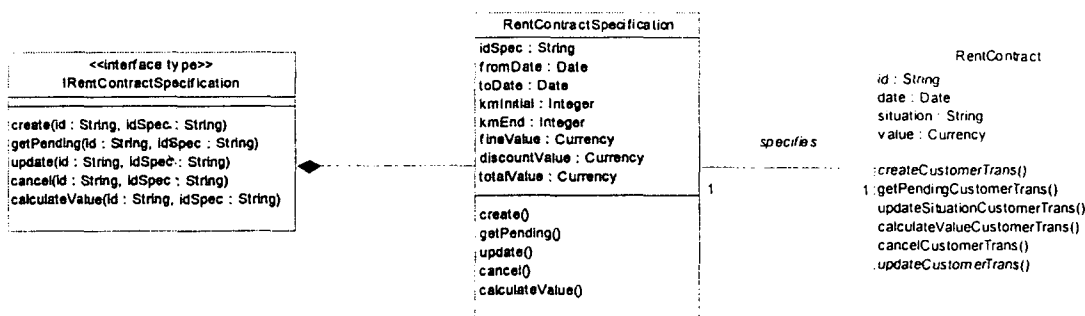 <<interface type>>
IRentContractSpecification
create(id : String, idSpec : String)
getPending(id : String, idSpec : String)
update(id : String, idSpec : String)
cancel(id : String, idSpec : String)
calculateValue(id : String, idSpec : String)
RentContractSpecification
idSpec : String
fromDate : Date
toDate : Date
kmInitial : Integer
kmEnd : Integer
fineValue : Currency
discountValue : Currency
totalValue : Currency
create()
getPending()
update()
cancel()
calculateValue()
specifies
1
1
RentContract
id : String
date : Date
situation : String
value : Currency
createCustomerTrans()
getPendingCustomerTrans()
updateSituationCustomerTrans()
calculateValueCustomerTrans()
cancelCustomerTrans()
updateCustomerTrans()